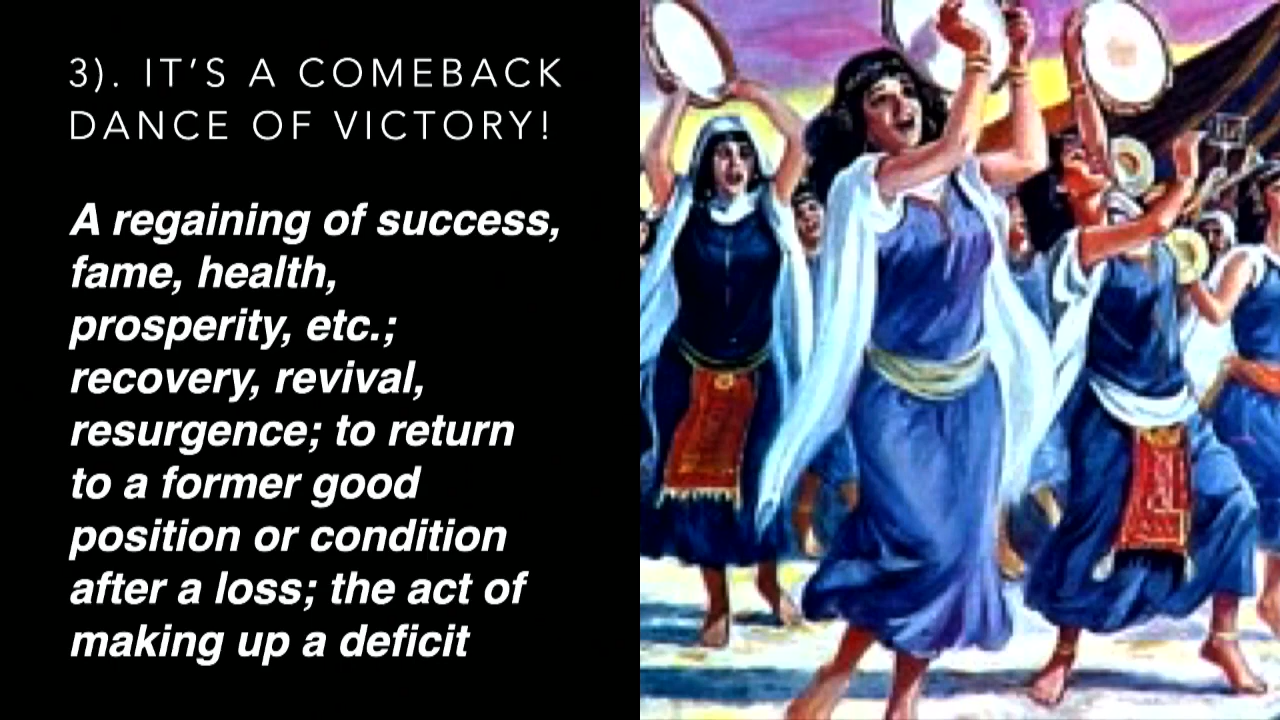 3). IT’S A COMEBACK
DANCE OF VICTORY!
A regaining of success,
fame, health,
prosperity, etc.;
recovery, revival,
resurgence; to return
to a former good
position or condition
after a loss; the act of
making up a deficit